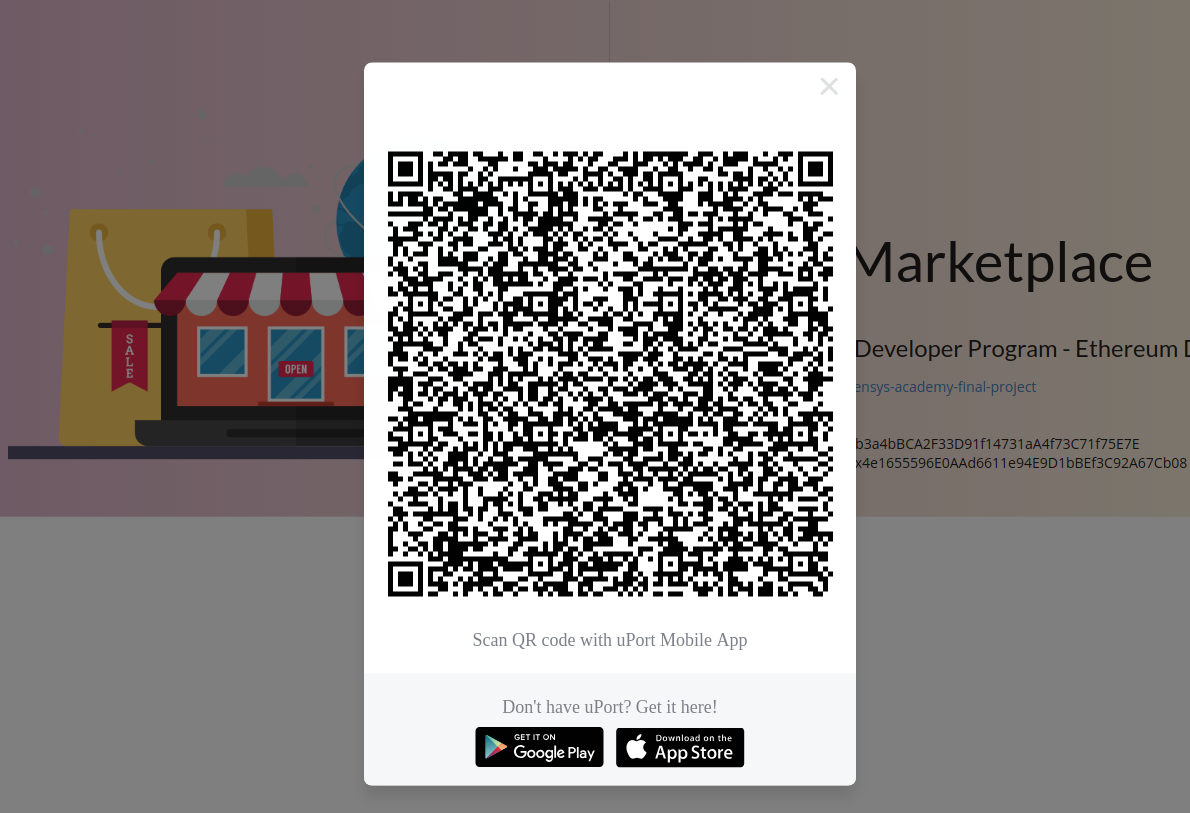 Marketplace
SALE
OPEN
Developer Program - Ethereum D
ensys-academy-final-project
b3a4bBCA2F33D91f14731aA4f73C71f75E7E
x4e1655596E0AAd6611e94E9D1bBEf3C92A67Cb08
Scan QR code with uPort Mobile App
Don't have uPort? Get it here!
GET IT ON
Google Play
Download on the
App Store